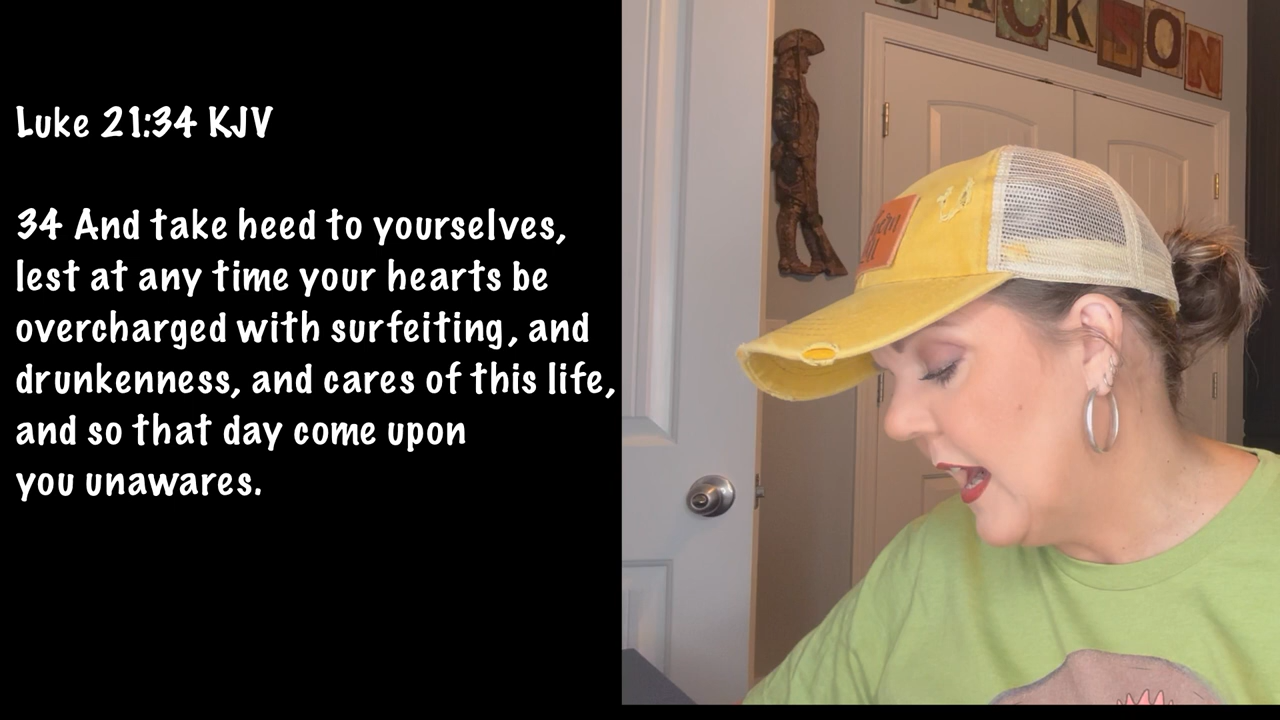 Luke 21:34 KJV
34 And take heed to yourselves,
lest at any time your hearts be
overcharged with surfeiting, and
drunkenness, and cares of this life,
and so that day come upon
you unawares.
ACKSON